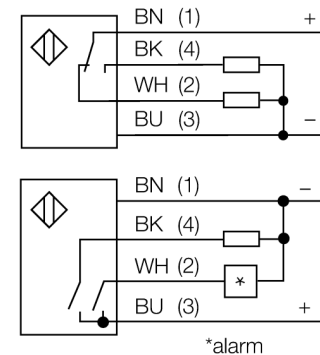 BN (1) +
BK (4)
WH (2)
BU (3) −
BN (1) −
BK (4)
WH (2)
*
BU (3) +
*alarm